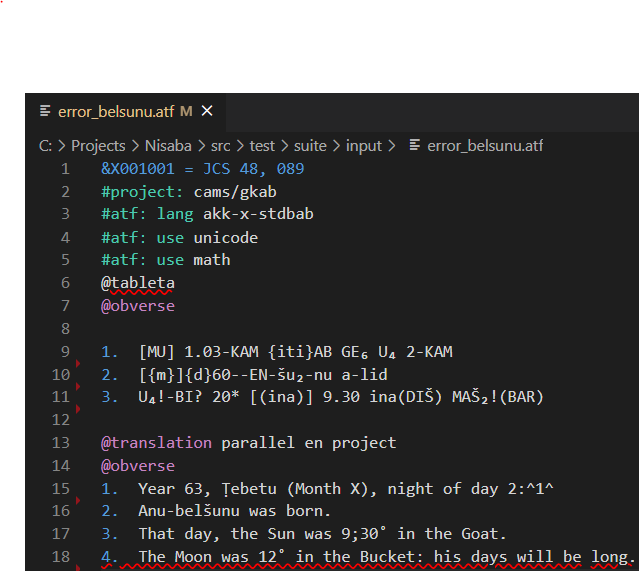 error_belsunu.atf M ×
C: > Projects > Nisaba > src > test > suite > input > error_belsunu.atf
1 &X001001 = JCS 48, 089
2 #project: cams/gkab
3 #atf: lang akk-x-stdbab
4 #atf: use unicode
5 #atf: use math
6 @tableta
7 @obverse
8
9 1. [MU] 1.03-KAM {iti}AB GE₆ U₄ 2-KAM
10 2. [{m}]{d}60--EN-šu₂-nu a-lid
11 3. U₄!-BI? 20* [(ina)] 9.30 ina(DIŠ) MAŠ₂!(BAR)
12
13 @translation parallel en project
14 @obverse
15 1. Year 63, Ṭebetu (Month X), night of day 2:^1^
16 2. Anu-belšunu was born.
17 3. That day, the Sun was 9;30˚ in the Goat.
18 4. The Moon was 12˚ in the Bucket: his days will be long.